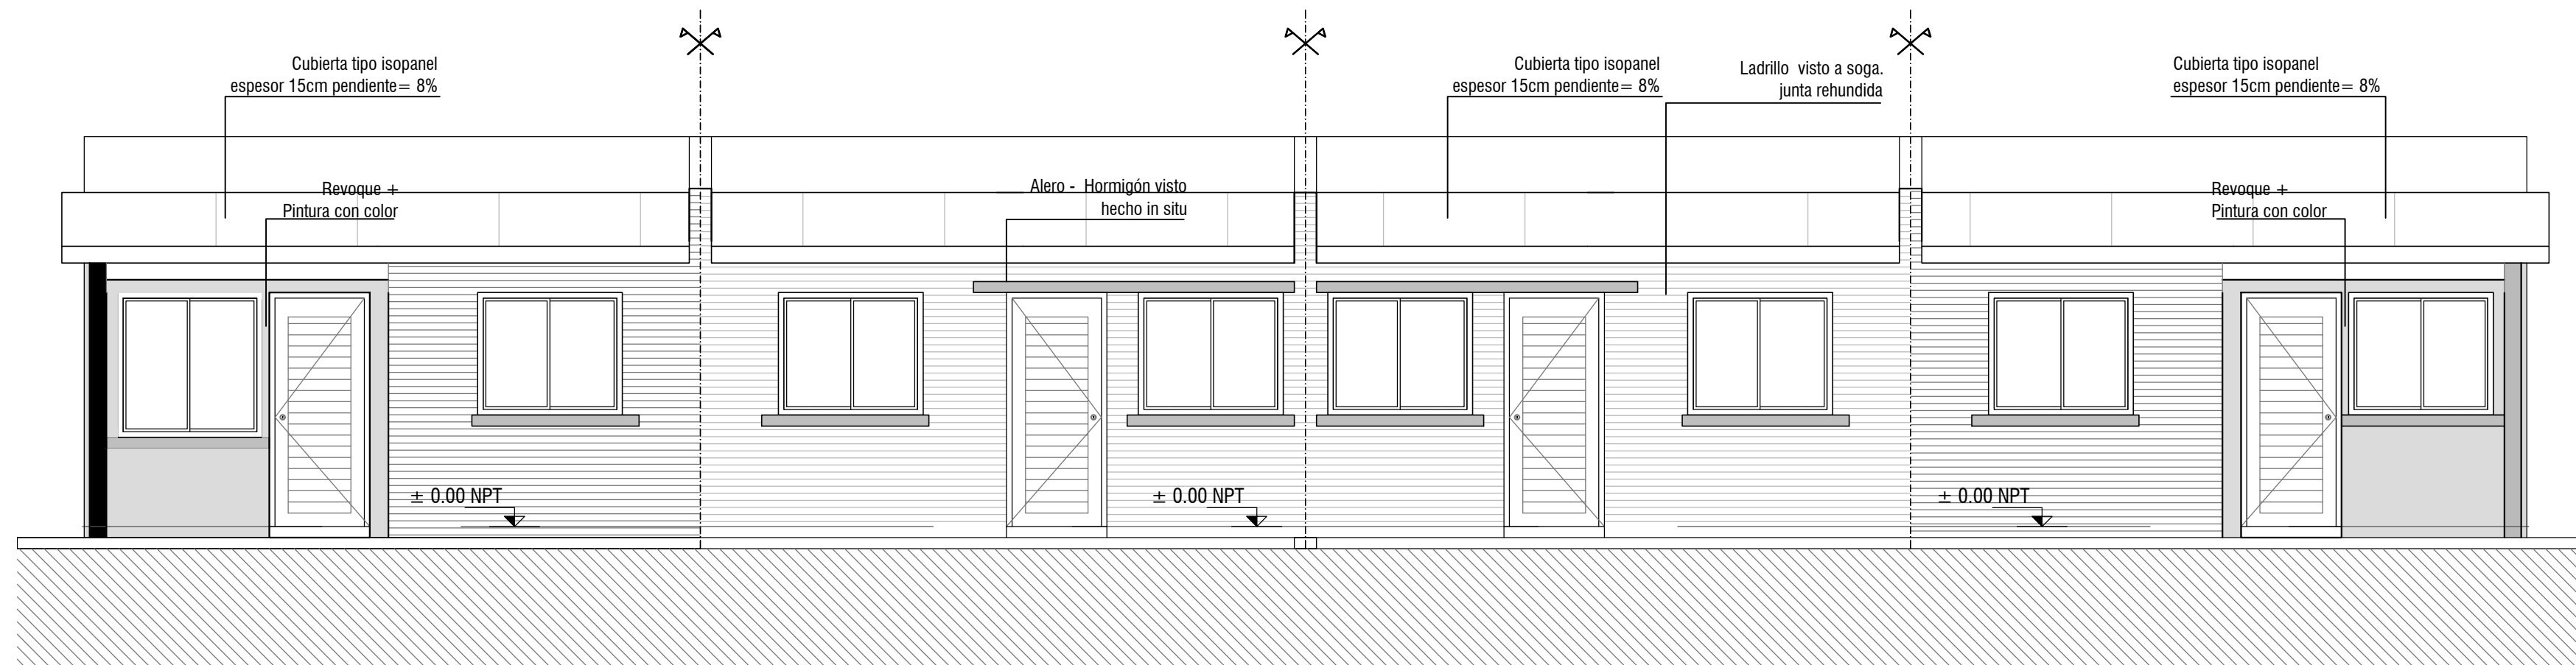 Cubierta tipo isopanel
espesor 15cm pendiente= 8%
Cubierta tipo isopanel
espesor 15cm pendiente= 8%
Ladrillo visto a soga.
junta rehundida
Cubierta tipo isopanel
espesor 15cm pendiente= 8%
Revoque +
Pintura con color
Alero - Hormigón visto
hecho in situ
Revoque +
Pintura con color
± 0.00 NPT
± 0.00 NPT
± 0.00 NPT